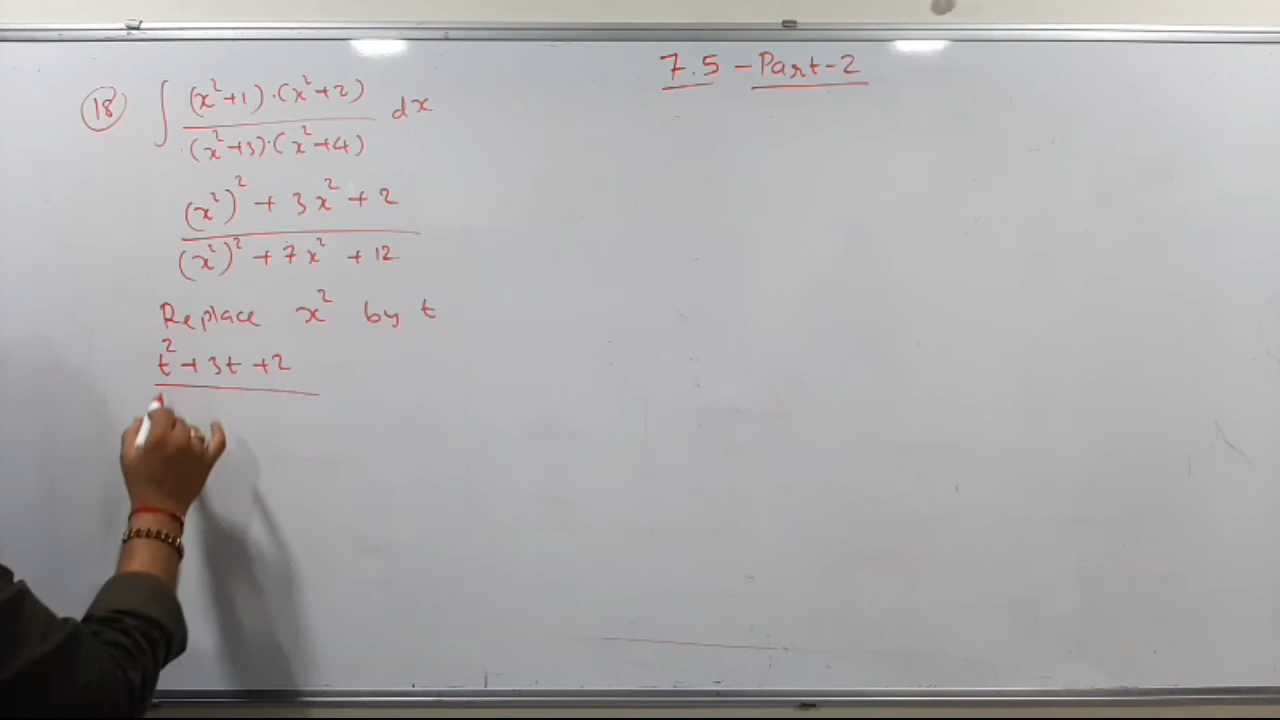 7.5 - Part-2
(18) ∫ (x²+1)·(x²+2) / (x²+3)·(x²+4) dx
(x²)² + 3x² + 2
(x²)² + 7x² + 12
Replace x² by t
t² + 3t + 2